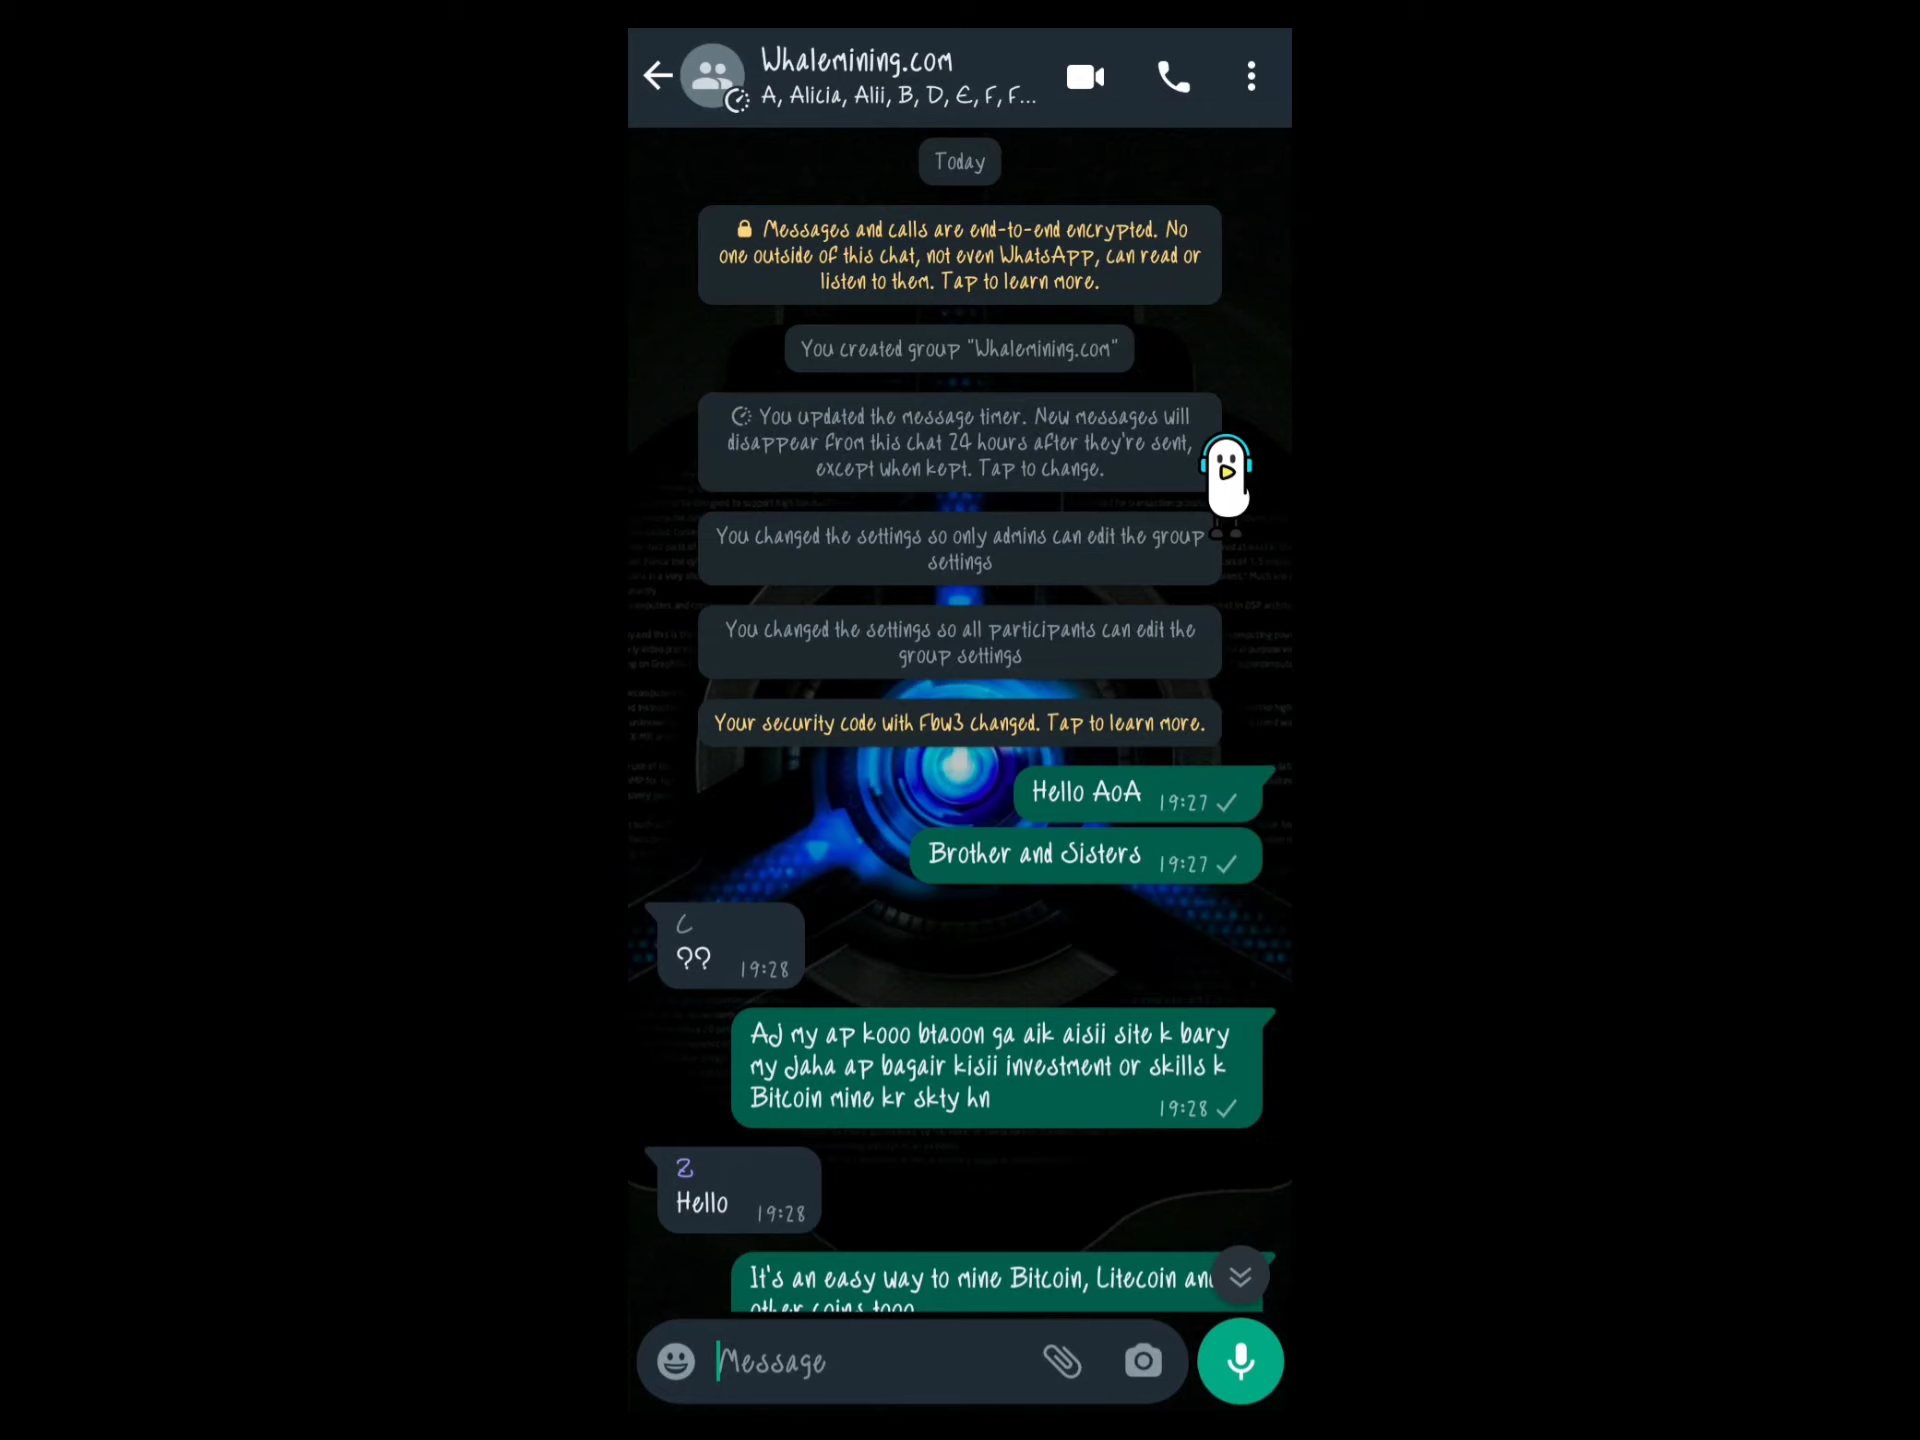 Whalemining.com
A, Alicia, Alii, B, D, E, F, F...
Today
Messages and calls are end-to-end encrypted. No
one outside of this chat, not even WhatsApp, can read or
listen to them. Tap to learn more.
You created group "Whalemining.com"
You updated the message timer. New messages will
disappear from this chat 24 hours after they're sent,
except when kept. Tap to change.
You changed the settings so only admins can edit the group
settings
You changed the settings so all participants can edit the
group settings
Your security code with Fbw3 changed. Tap to learn more.
Hello AoA 19:27
Brother and Sisters 19:27
C
?? 19:28
Aj my ap kooo btaoon ga aik aisii site k bary
my jaha ap bagair kisii investment or skills k
Bitcoin mine kr skty hn 19:28
Z
Hello 19:28
It's an easy way to mine Bitcoin, Litecoin and
other coins tooo
Message